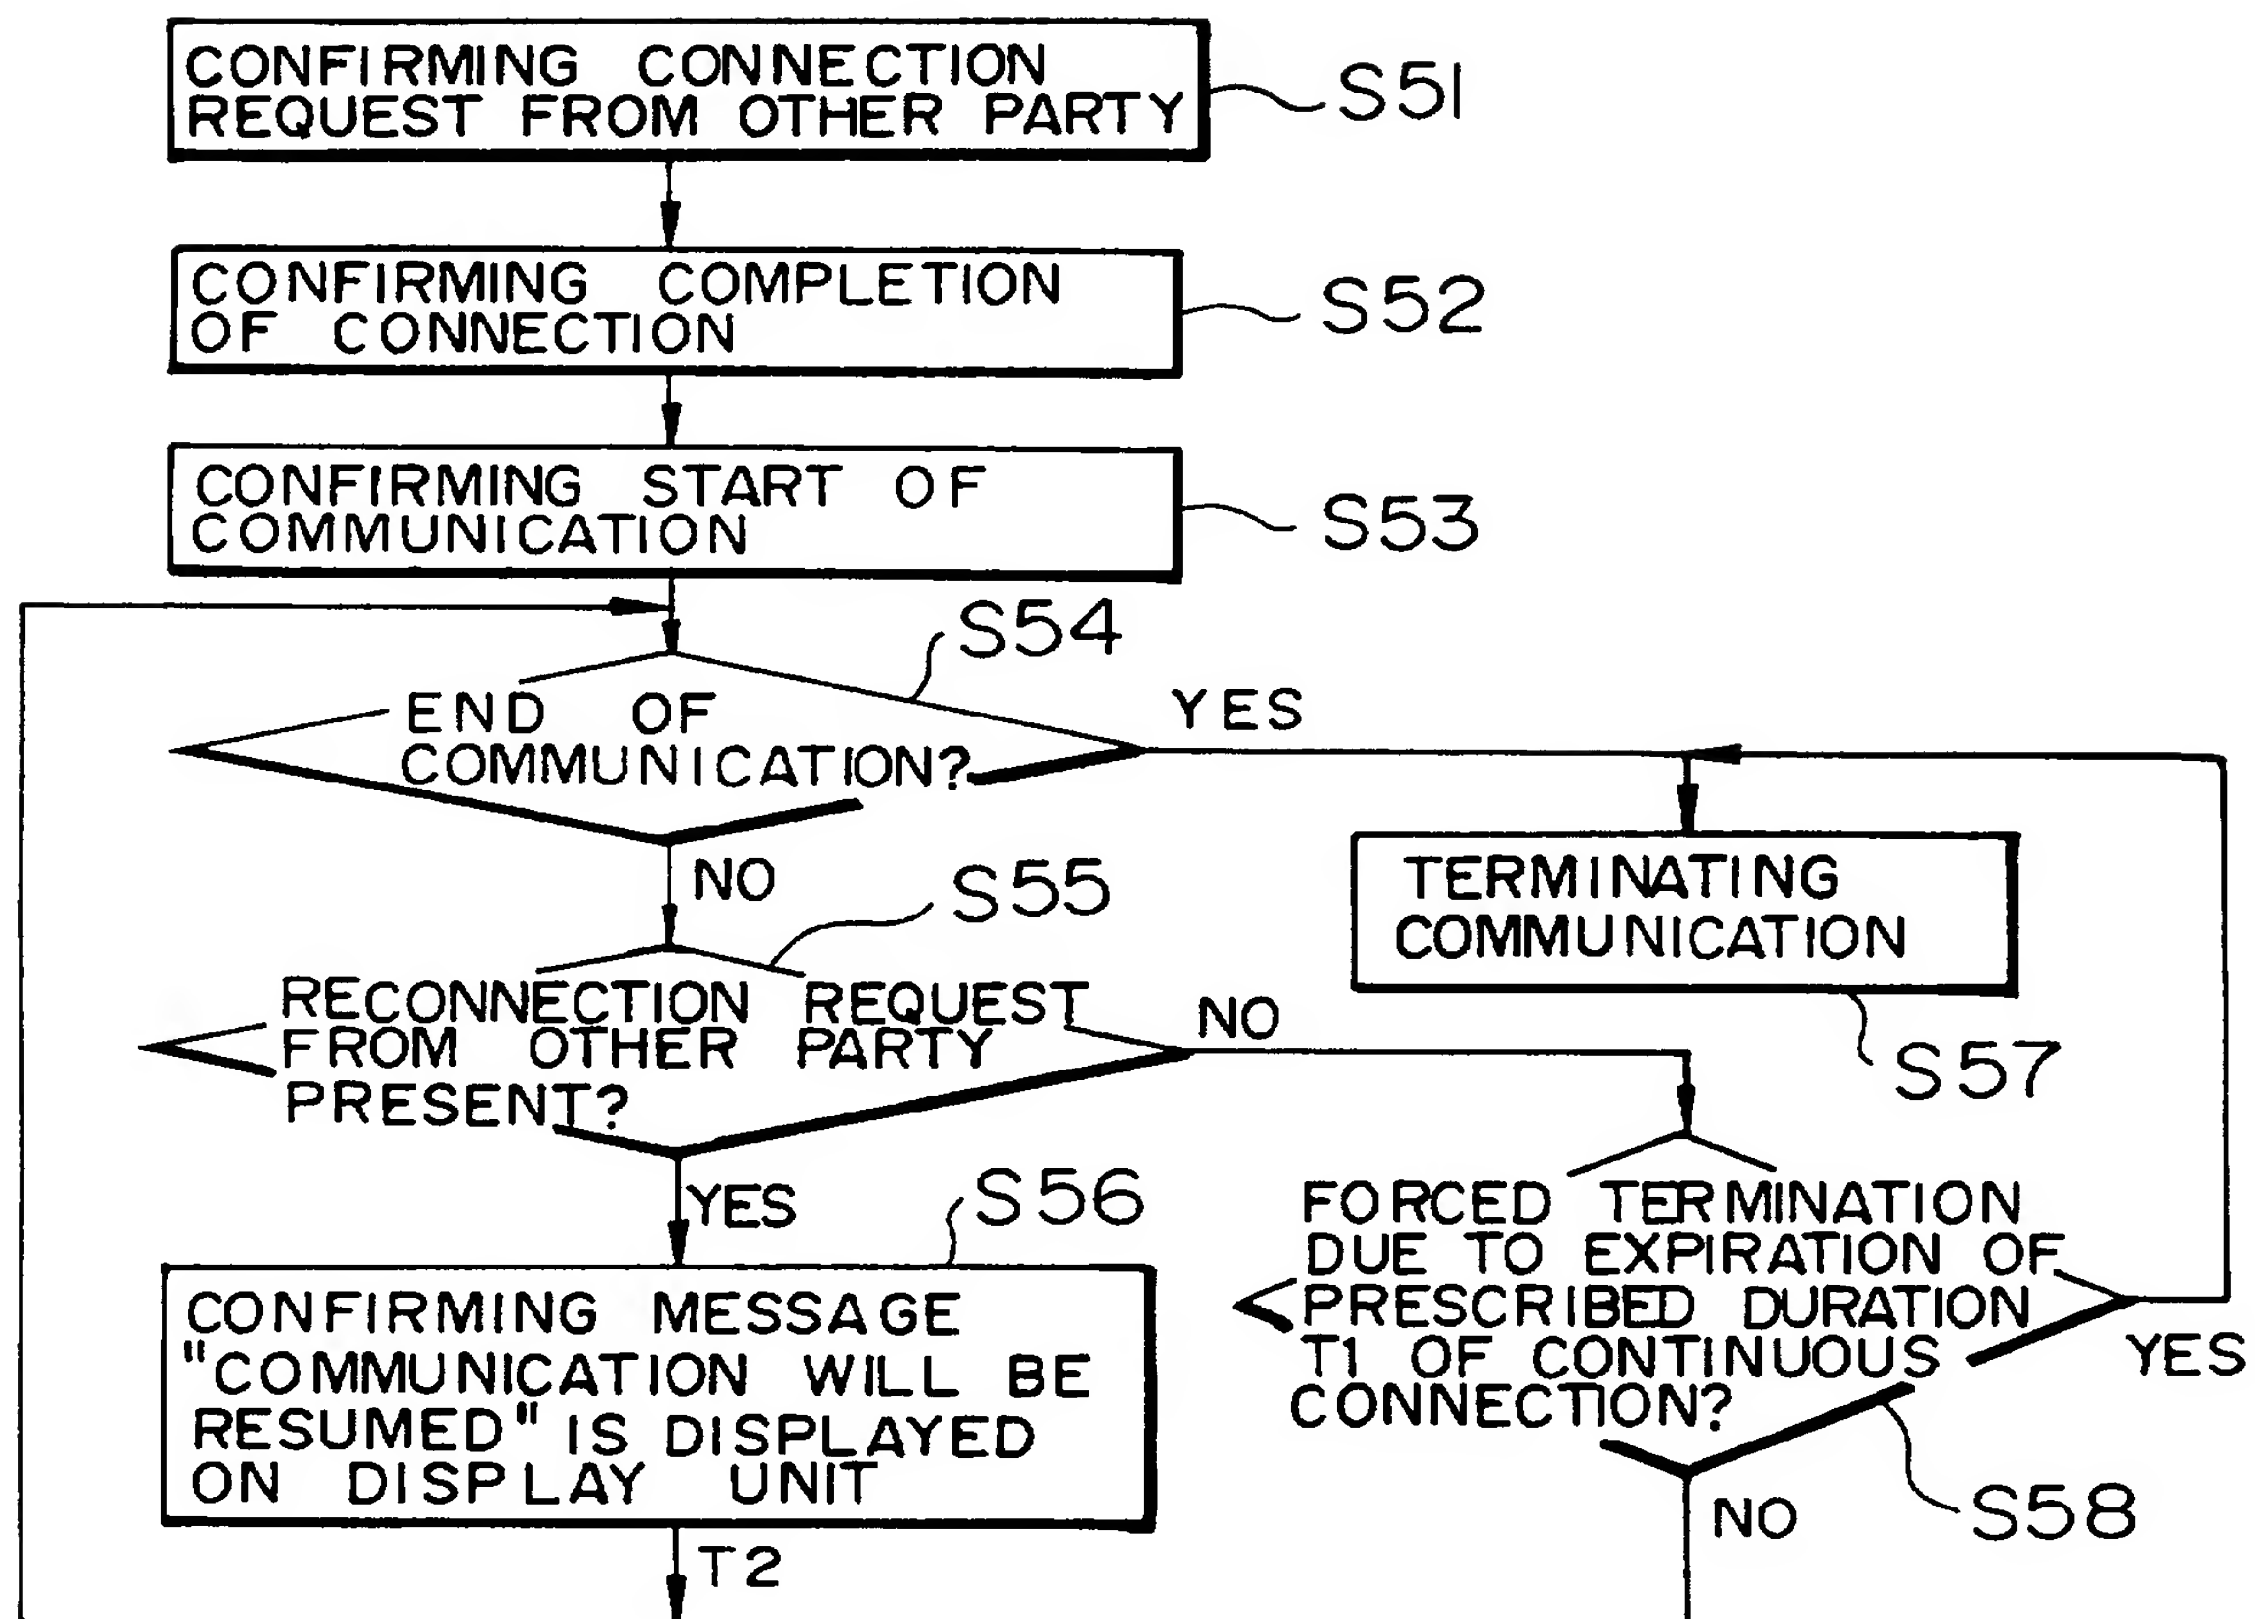 CONFIRMING CONNECTION
REQUEST FROM OTHER PARTY
S51
CONFIRMING COMPLETION
OF CONNECTION
S52
CONFIRMING START OF
COMMUNICATION
S53
S54
END OF
COMMUNICATION?
YES
NO
TERMINATING
COMMUNICATION
S57
S55
RECONNECTION REQUEST
FROM OTHER PARTY
PRESENT?
NO
YES
S56
CONFIRMING MESSAGE
"COMMUNICATION WILL BE
RESUMED" IS DISPLAYED
ON DISPLAY UNIT
T2
FORCED TERMINATION
DUE TO EXPIRATION OF
PRESCRIBED DURATION
T1 OF CONTINUOUS
CONNECTION?
YES
NO
S58